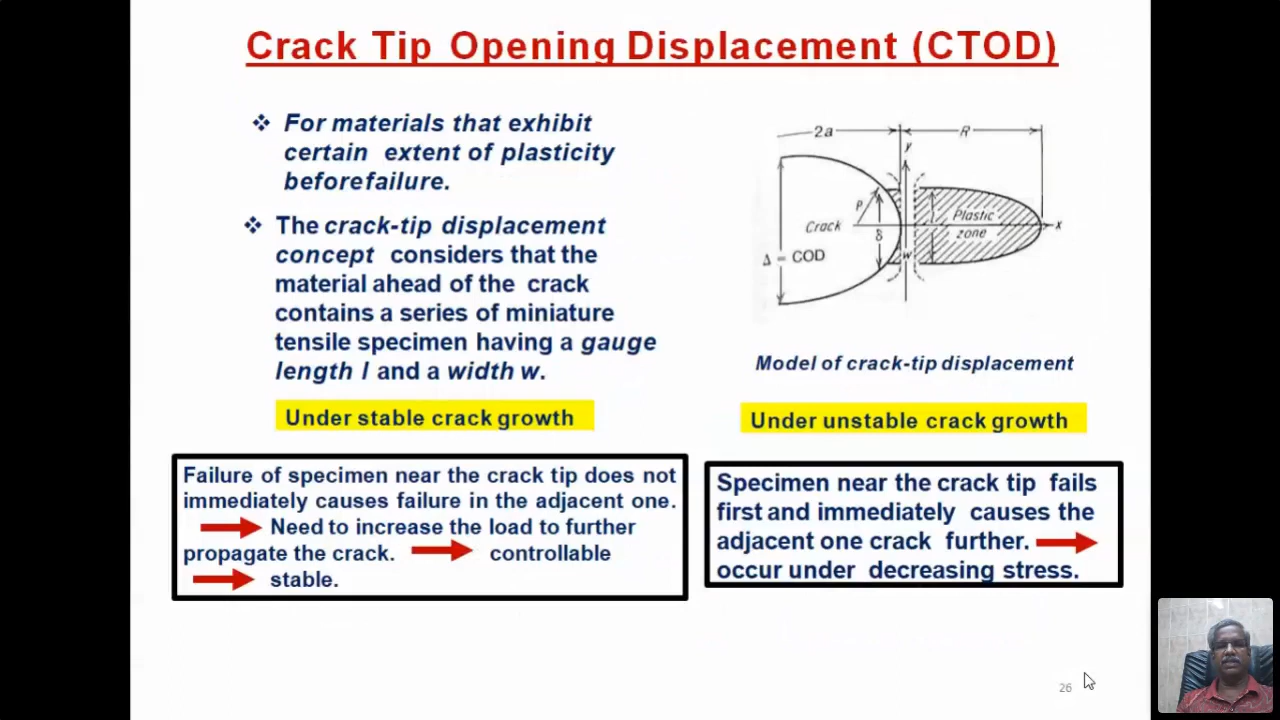 Crack Tip Opening Displacement (CTOD)
❖ For materials that exhibit
certain extent of plasticity
beforefailure.
❖ The crack-tip displacement
concept considers that the
material ahead of the crack
contains a series of miniature
tensile specimen having a gauge
length l and a width w.
2a
R
y
ρ
Crack
δ
w
Plastic
zone
x
Δ = COD
Model of crack-tip displacement
Under stable crack growth
Failure of specimen near the crack tip does not
immediately causes failure in the adjacent one.
Need to increase the load to further
propagate the crack. controllable
stable.
Under unstable crack growth
Specimen near the crack tip fails
first and immediately causes the
adjacent one crack further.
occur under decreasing stress.
26